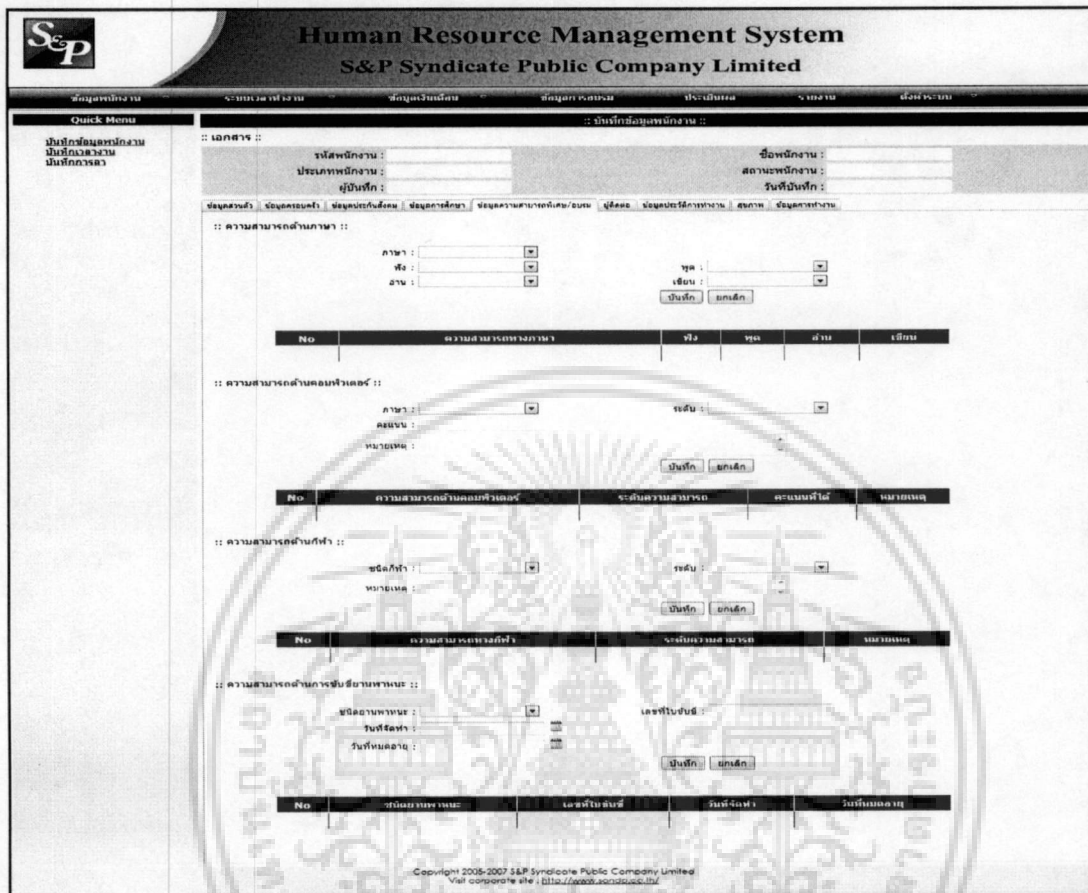 S&P
Human Resource Management System
S&P Syndicate Public Company Limited
ข้อมูลพนักงาน ระบบเวลาทำงาน ข้อมูลเงินเดือน ข้อมูลการอบรม ประเมินผล รายงาน ตั้งค่าระบบ
Quick Menu :: บันทึกข้อมูลพนักงาน ::
บันทึกข้อมูลพนักงาน
บันทึกเวลางาน
บันทึกการลา
:: เอกสาร ::
รหัสพนักงาน : ชื่อพนักงาน :
ประเภทพนักงาน : สถานะพนักงาน :
ผู้บันทึก : วันที่บันทึก :
ข้อมูลส่วนตัว ข้อมูลครอบครัว ข้อมูลประกันสังคม ข้อมูลการศึกษา ข้อมูลความสามารถพิเศษ/อบรม ผู้ติดต่อ ข้อมูลประวัติการทำงาน สุขภาพ ข้อมูลการทำงาน
:: ความสามารถด้านภาษา ::
ภาษา :
ฟัง : พูด :
อ่าน : เขียน :
บันทึก ยกเลิก
No ความสามารถทางภาษา ฟัง พูด อ่าน เขียน
:: ความสามารถด้านคอมพิวเตอร์ ::
ภาษา : ระดับ :
คะแนน :
หมายเหตุ :
บันทึก ยกเลิก
No ความสามารถด้านคอมพิวเตอร์ ระดับความสามารถ คะแนนที่ได้ หมายเหตุ
:: ความสามารถด้านกีฬา ::
ชนิดกีฬา : ระดับ :
หมายเหตุ :
บันทึก ยกเลิก
No ความสามารถทางกีฬา ระดับความสามารถ หมายเหตุ
:: ความสามารถด้านการขับขี่ยานพาหนะ ::
ชนิดยานพาหนะ : เลขที่ใบขับขี่ :
วันที่จัดทำ :
วันที่หมดอายุ :
บันทึก ยกเลิก
No ชนิดยานพาหนะ เลขที่ใบขับขี่ วันที่จัดทำ วันที่หมดอายุ
Copyright 2005-2007 S&P Syndicate Public Company Limited
Visit corporate site : http://www.sandp.co.th/